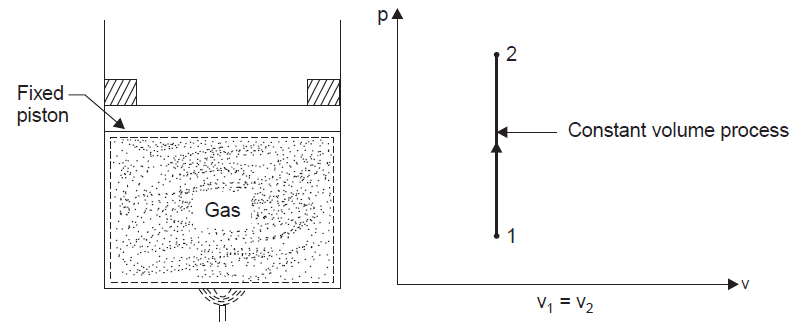 Fixed
piston
Gas
p
2
Constant volume process
1
v
v₁ = v₂